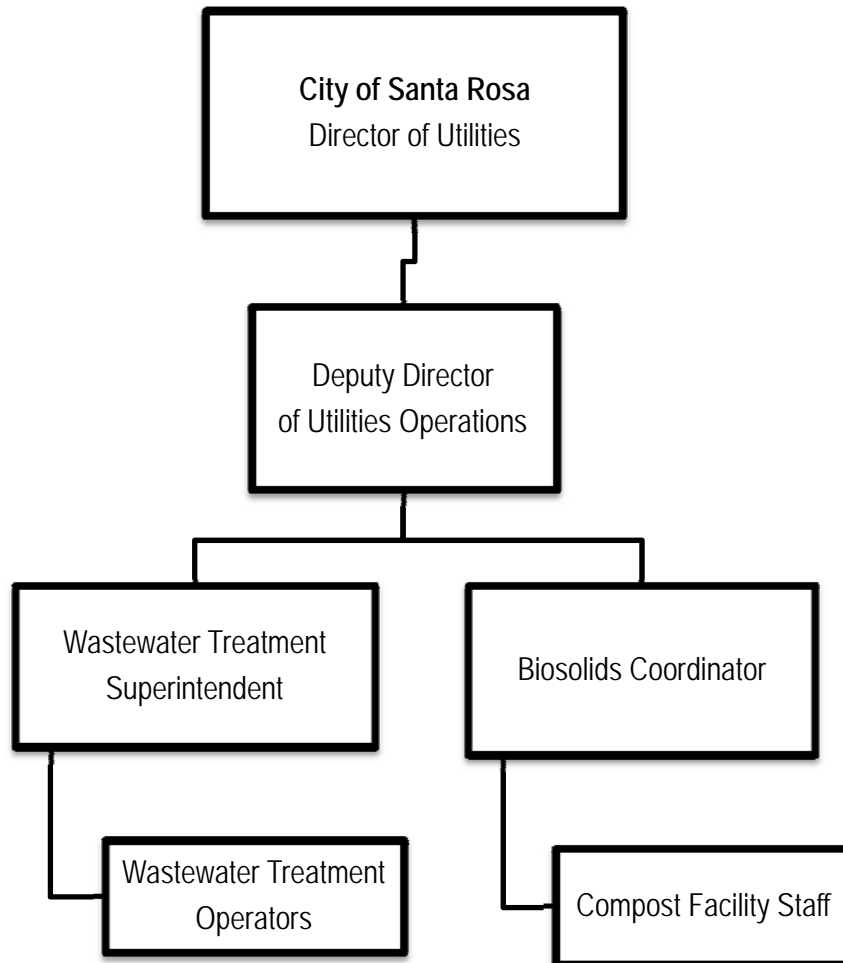 City of Santa Rosa
Director of Utilities
Deputy Director
of Utilities Operations
Wastewater Treatment
Superintendent
Biosolids Coordinator
Wastewater Treatment
Operators
Compost Facility Staff